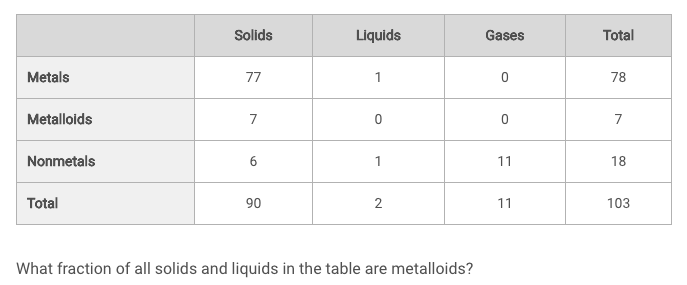 Solids Liquids Gases Total
Metals 77 1 0 78
Metalloids 7 0 0 7
Nonmetals 6 1 11 18
Total 90 2 11 103
What fraction of all solids and liquids in the table are metalloids?